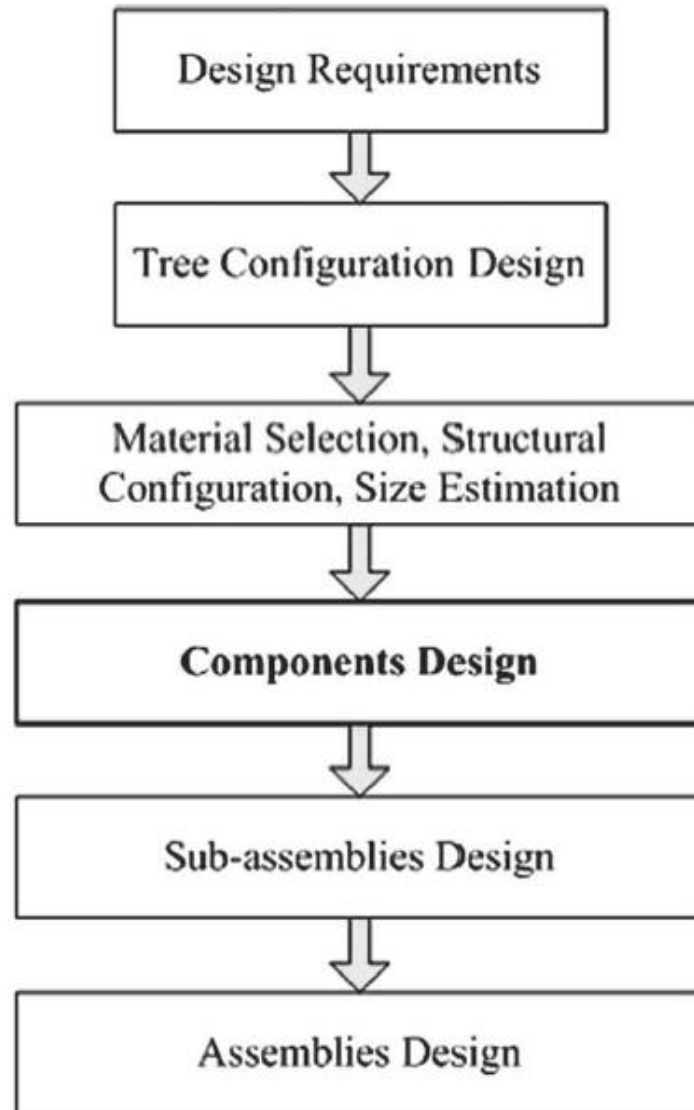 Design Requirements
Tree Configuration Design
Material Selection, Structural
Configuration, Size Estimation
Components Design
Sub-assemblies Design
Assemblies Design